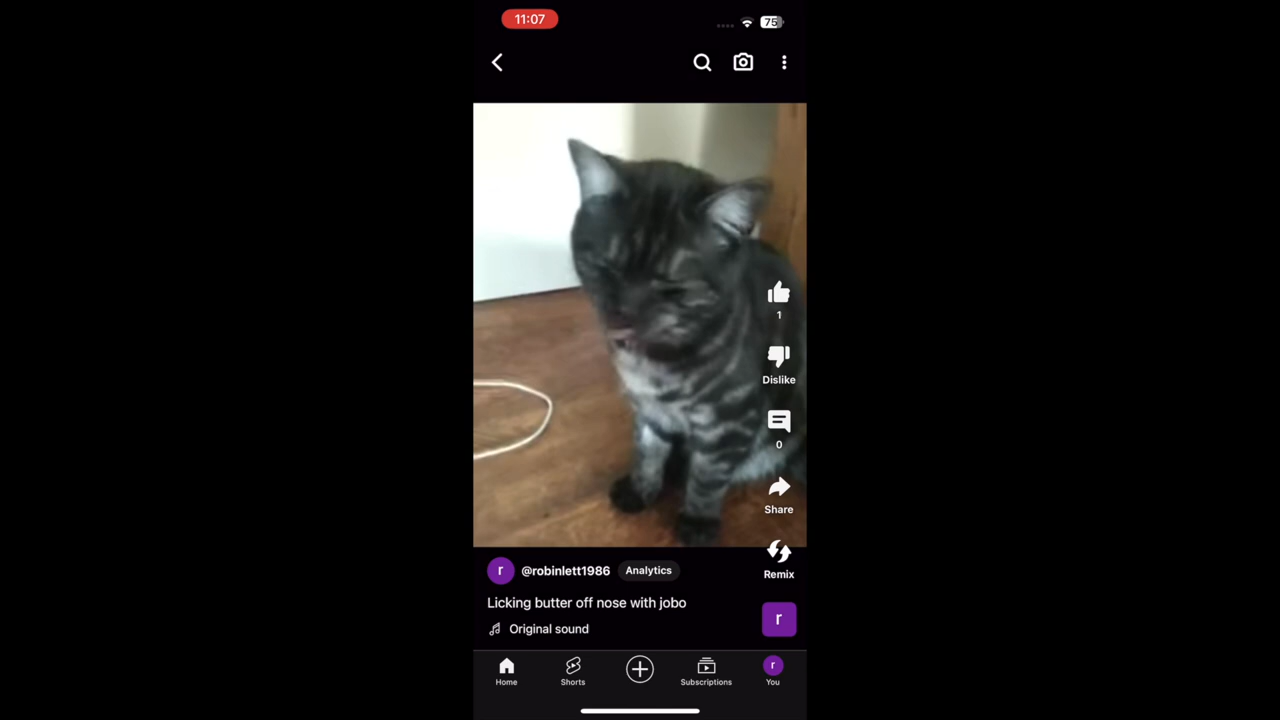 11:07
75
1
Dislike
0
Share
Remix
r @robinlett1986 Analytics
Licking butter off nose with jobo
Original sound
r
Home Shorts Subscriptions r You